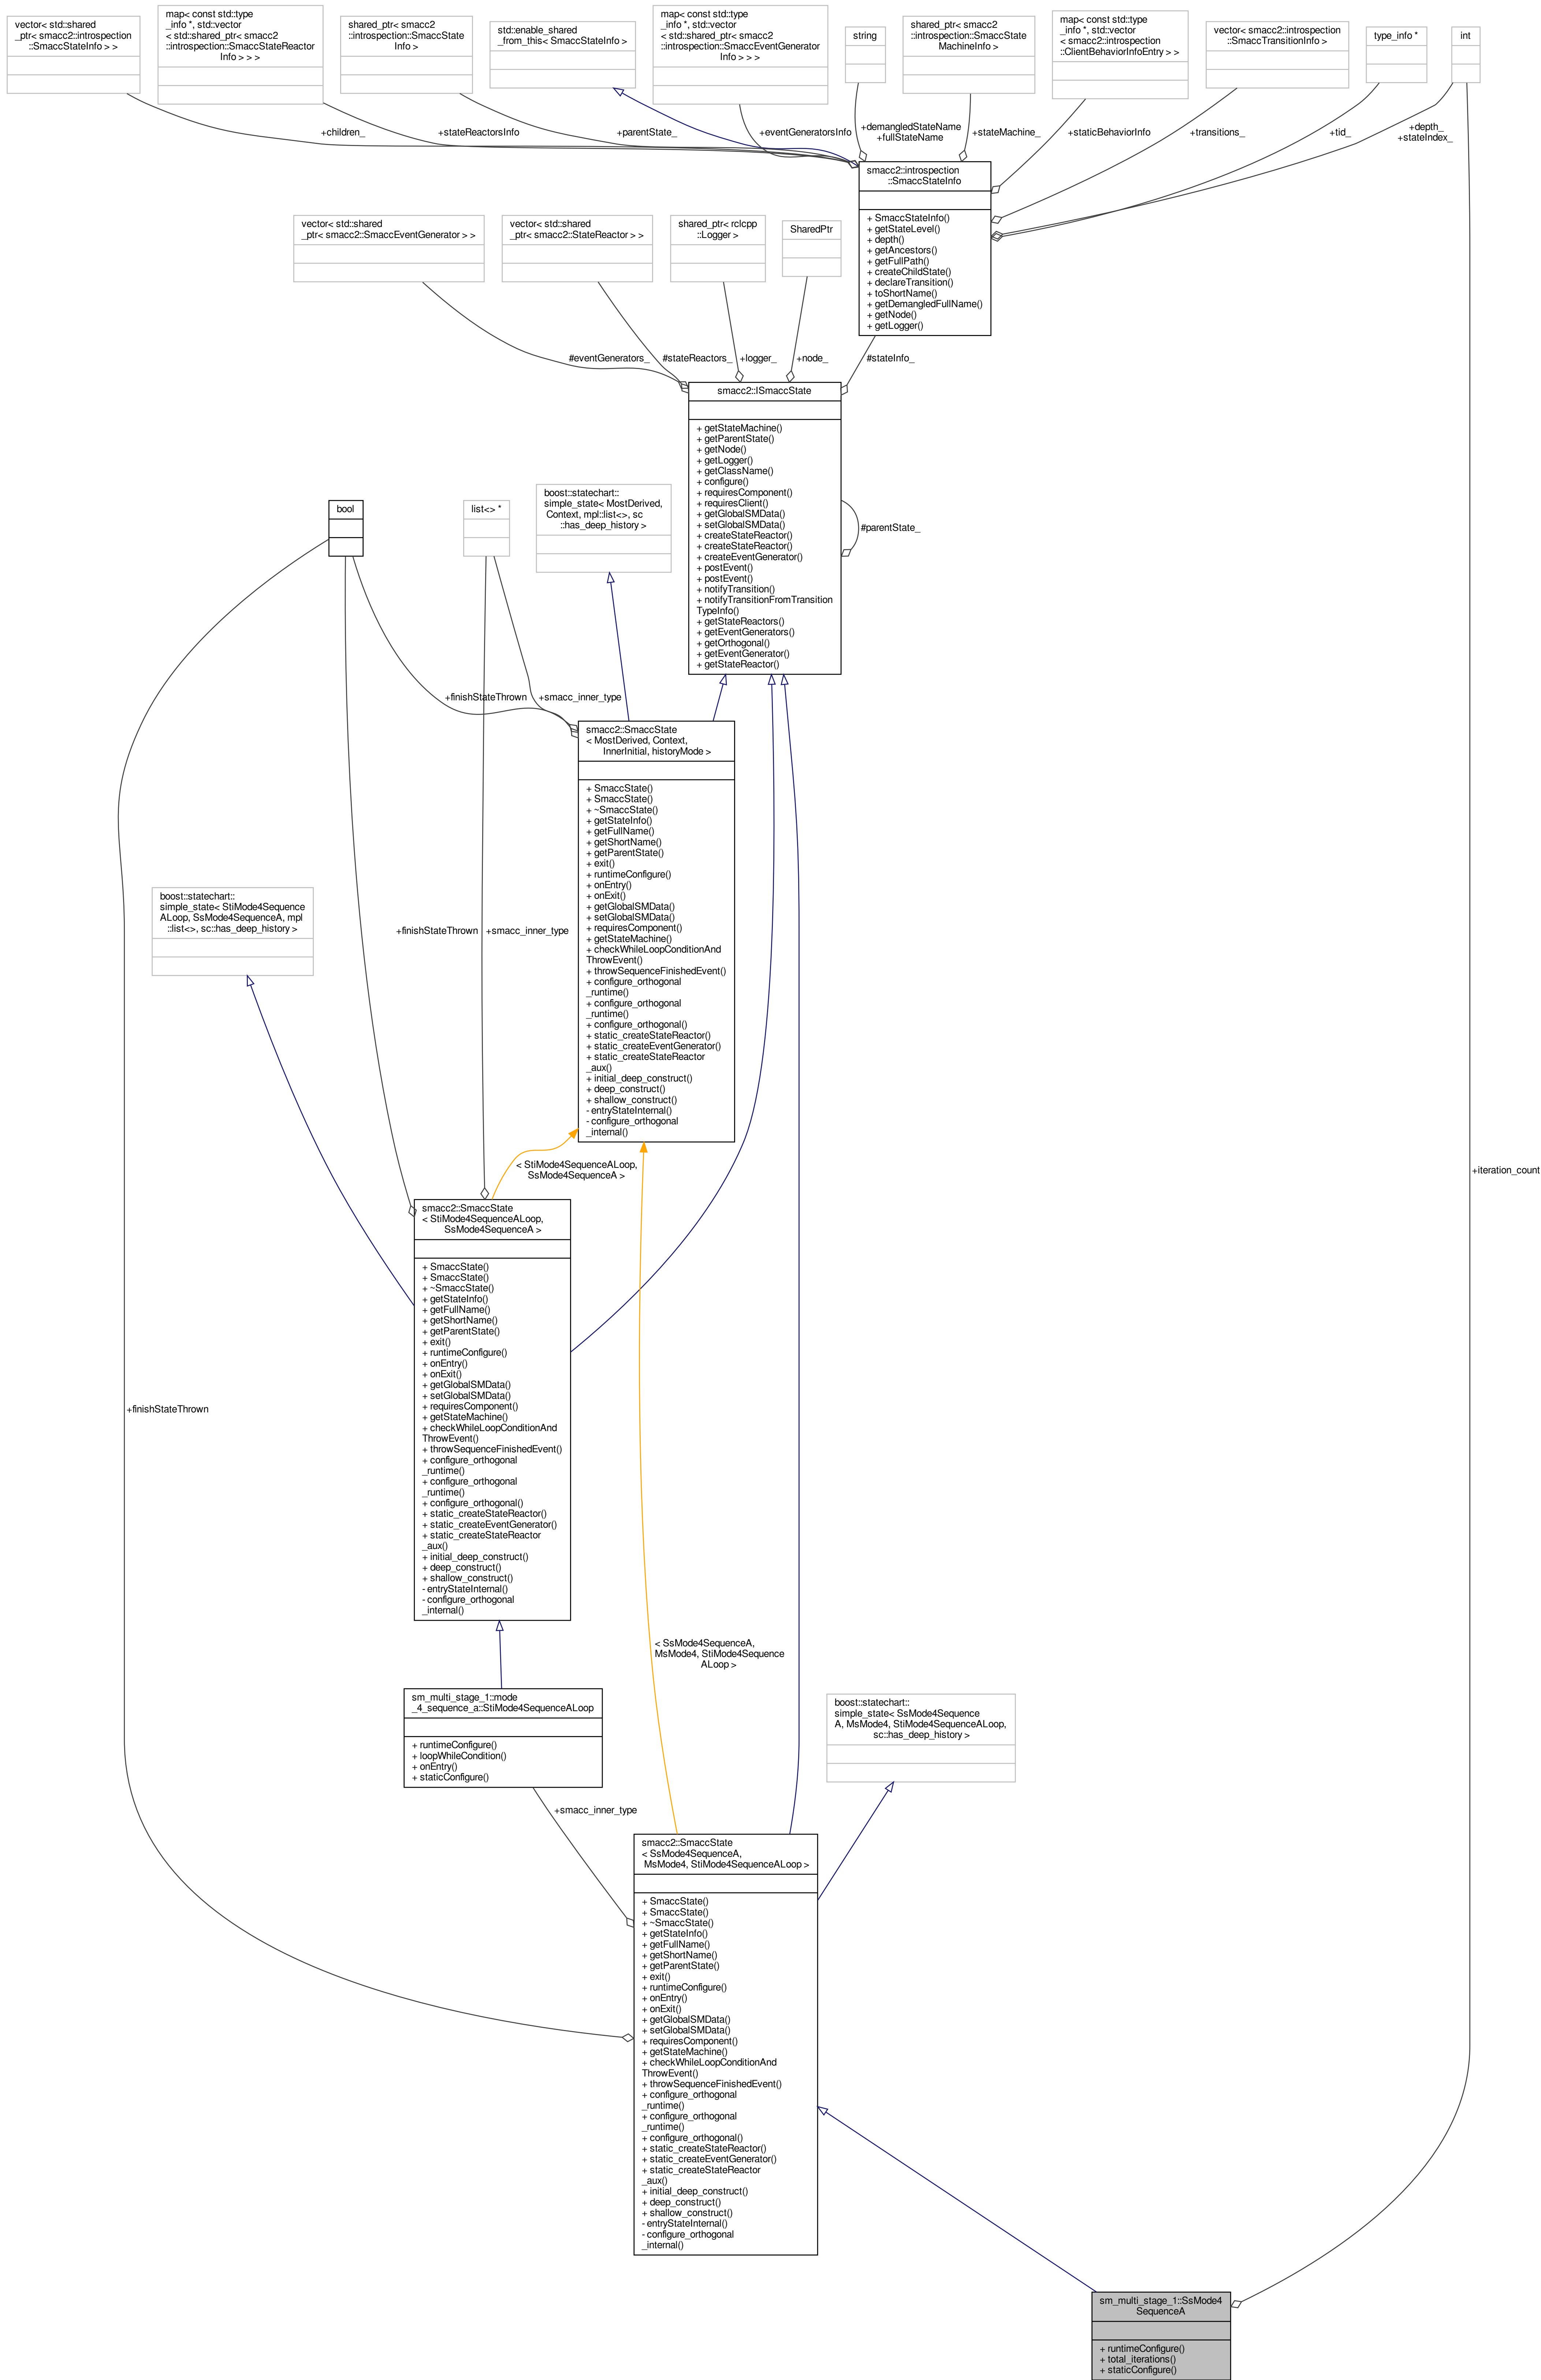 vector< std::shared
_ptr< smacc2::introspection
::SmaccStateInfo > >
map< const std::type
_info *, std::vector
< std::shared_ptr< smacc2
::introspection::SmaccStateReactor
Info > > >
shared_ptr< smacc2
::introspection::SmaccState
Info >
std::enable_shared
_from_this< SmaccStateInfo >
map< const std::type
_info *, std::vector
< std::shared_ptr< smacc2
::introspection::SmaccEventGenerator
Info > > >
string
shared_ptr< smacc2
::introspection::SmaccState
MachineInfo >
map< const std::type
_info *, std::vector
< smacc2::introspection
::ClientBehaviorInfoEntry > >
vector< smacc2::introspection
::SmaccTransitionInfo >
type_info *
int
+children_
+stateReactorsInfo
+parentState_
+eventGeneratorsInfo
+demangledStateName
+fullStateName
+stateMachine_
+staticBehaviorInfo
+transitions_
+tid_
+depth_
+stateIndex_
smacc2::introspection
::SmaccStateInfo
+ SmaccStateInfo()
+ getStateLevel()
+ depth()
+ getAncestors()
+ getFullPath()
+ createChildState()
+ declareTransition()
+ toShortName()
+ getDemangledFullName()
+ getNode()
+ getLogger()
vector< std::shared
_ptr< smacc2::SmaccEventGenerator > >
vector< std::shared
_ptr< smacc2::StateReactor > >
shared_ptr< rclcpp
::Logger >
SharedPtr
#eventGenerators_
#stateReactors_
+logger_
+node_
#stateInfo_
smacc2::ISmaccState
+ getStateMachine()
+ getParentState()
+ getNode()
+ getLogger()
+ getClassName()
+ configure()
+ requiresComponent()
+ requiresClient()
+ getGlobalSMData()
+ setGlobalSMData()
+ createStateReactor()
+ createStateReactor()
+ createEventGenerator()
+ postEvent()
+ postEvent()
+ notifyTransition()
+ notifyTransitionFromTransition
TypeInfo()
+ getStateReactors()
+ getEventGenerators()
+ getOrthogonal()
+ getEventGenerator()
+ getStateReactor()
#parentState_
bool
list<> *
boost::statechart::
simple_state< MostDerived,
Context, mpl::list<>, sc
::has_deep_history >
+finishStateThrown
+smacc_inner_type
smacc2::SmaccState
< MostDerived, Context,
InnerInitial, historyMode >
+ SmaccState()
+ SmaccState()
+ ~SmaccState()
+ getStateInfo()
+ getFullName()
+ getShortName()
+ getParentState()
+ exit()
+ runtimeConfigure()
+ onEntry()
+ onExit()
+ getGlobalSMData()
+ setGlobalSMData()
+ requiresComponent()
+ getStateMachine()
+ checkWhileLoopConditionAnd
ThrowEvent()
+ throwSequenceFinishedEvent()
+ configure_orthogonal
_runtime()
+ configure_orthogonal
_runtime()
+ configure_orthogonal()
+ static_createStateReactor()
+ static_createEventGenerator()
+ static_createStateReactor
_aux()
+ initial_deep_construct()
+ deep_construct()
+ shallow_construct()
- entryStateInternal()
- configure_orthogonal
_internal()
boost::statechart::
simple_state< StiMode4Sequence
ALoop, SsMode4SequenceA, mpl
::list<>, sc::has_deep_history >
+finishStateThrown
+smacc_inner_type
< StiMode4SequenceALoop,
SsMode4SequenceA >
+iteration_count
smacc2::SmaccState
< StiMode4SequenceALoop,
SsMode4SequenceA >
+ SmaccState()
+ SmaccState()
+ ~SmaccState()
+ getStateInfo()
+ getFullName()
+ getShortName()
+ getParentState()
+ exit()
+ runtimeConfigure()
+ onEntry()
+ onExit()
+ getGlobalSMData()
+ setGlobalSMData()
+ requiresComponent()
+ getStateMachine()
+ checkWhileLoopConditionAnd
ThrowEvent()
+ throwSequenceFinishedEvent()
+ configure_orthogonal
_runtime()
+ configure_orthogonal
_runtime()
+ configure_orthogonal()
+ static_createStateReactor()
+ static_createEventGenerator()
+ static_createStateReactor
_aux()
+ initial_deep_construct()
+ deep_construct()
+ shallow_construct()
- entryStateInternal()
- configure_orthogonal
_internal()
+finishStateThrown
< SsMode4SequenceA,
MsMode4, StiMode4Sequence
ALoop >
sm_multi_stage_1::mode
_4_sequence_a::StiMode4SequenceALoop
+ runtimeConfigure()
+ loopWhileCondition()
+ onEntry()
+ staticConfigure()
boost::statechart::
simple_state< SsMode4Sequence
A, MsMode4, StiMode4SequenceALoop,
sc::has_deep_history >
+smacc_inner_type
smacc2::SmaccState
< SsMode4SequenceA,
MsMode4, StiMode4SequenceALoop >
+ SmaccState()
+ SmaccState()
+ ~SmaccState()
+ getStateInfo()
+ getFullName()
+ getShortName()
+ getParentState()
+ exit()
+ runtimeConfigure()
+ onEntry()
+ onExit()
+ getGlobalSMData()
+ setGlobalSMData()
+ requiresComponent()
+ getStateMachine()
+ checkWhileLoopConditionAnd
ThrowEvent()
+ throwSequenceFinishedEvent()
+ configure_orthogonal
_runtime()
+ configure_orthogonal
_runtime()
+ configure_orthogonal()
+ static_createStateReactor()
+ static_createEventGenerator()
+ static_createStateReactor
_aux()
+ initial_deep_construct()
+ deep_construct()
+ shallow_construct()
- entryStateInternal()
- configure_orthogonal
_internal()
sm_multi_stage_1::SsMode4
SequenceA
+ runtimeConfigure()
+ total_iterations()
+ staticConfigure()